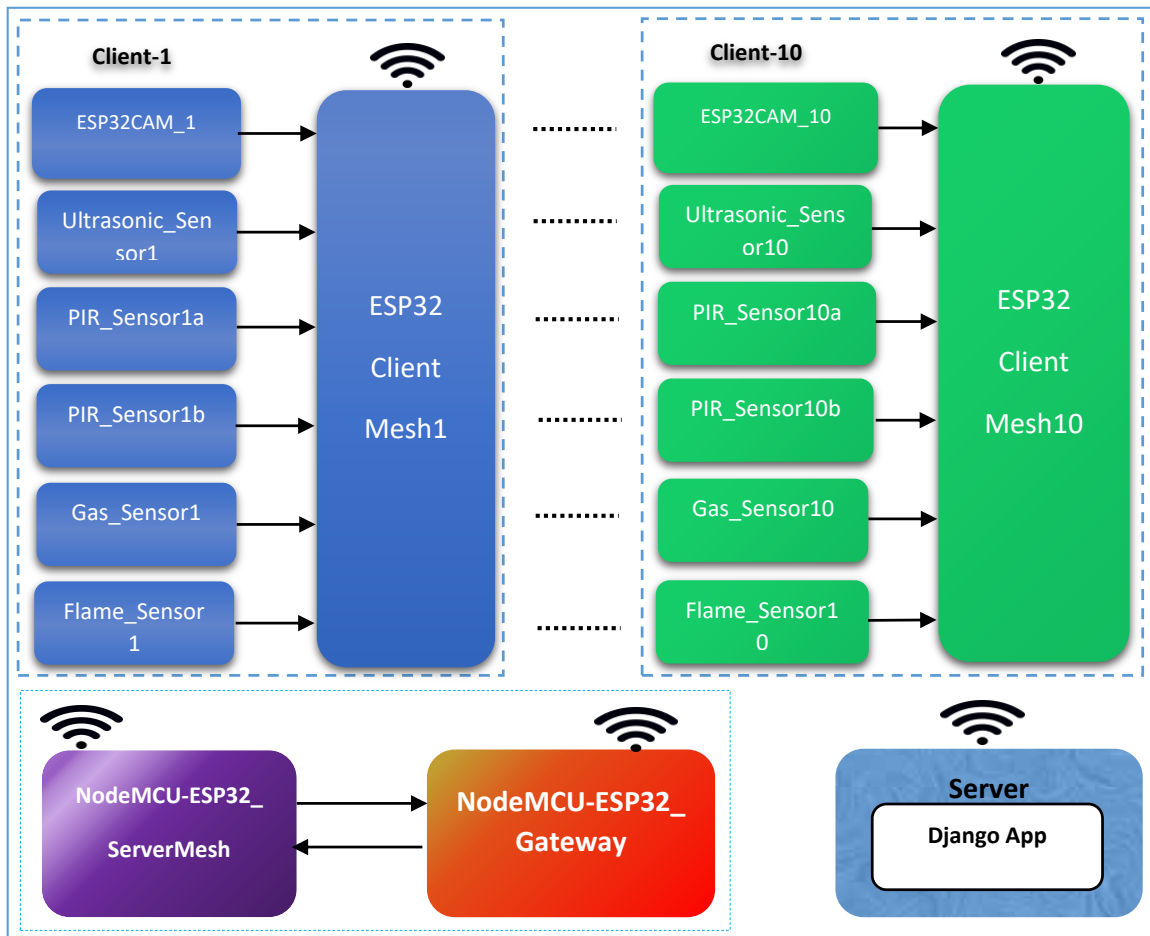 Client-1
ESP32CAM_1
Ultrasonic_Sen
sor1
PIR_Sensor1a
PIR_Sensor1b
Gas_Sensor1
Flame_Sensor
1
ESP32
Client
Mesh1
Client-10
ESP32CAM_10
Ultrasonic_Sens
or10
PIR_Sensor10a
PIR_Sensor10b
Gas_Sensor10
Flame_Sensor1
0
ESP32
Client
Mesh10
NodeMCU-ESP32_
ServerMesh
NodeMCU-ESP32_
Gateway
Server
Django App